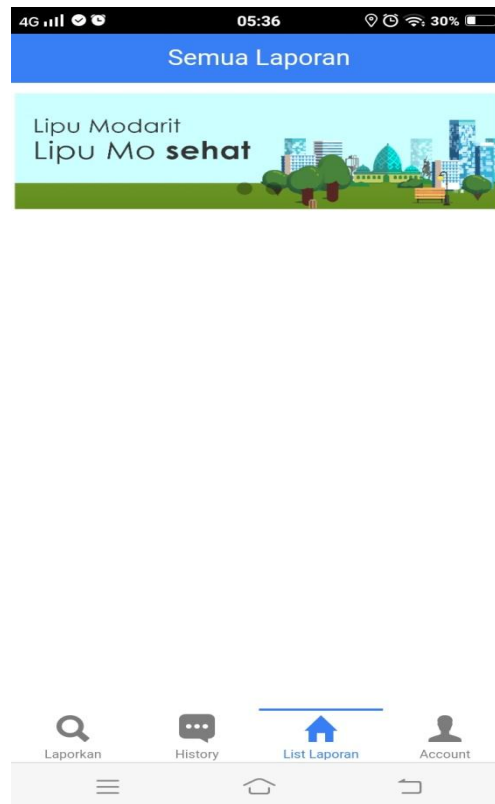 4G 05:36 30%
Semua Laporan
Lipu Modarit
Lipu Mo sehat
Laporkan History List Laporan Account